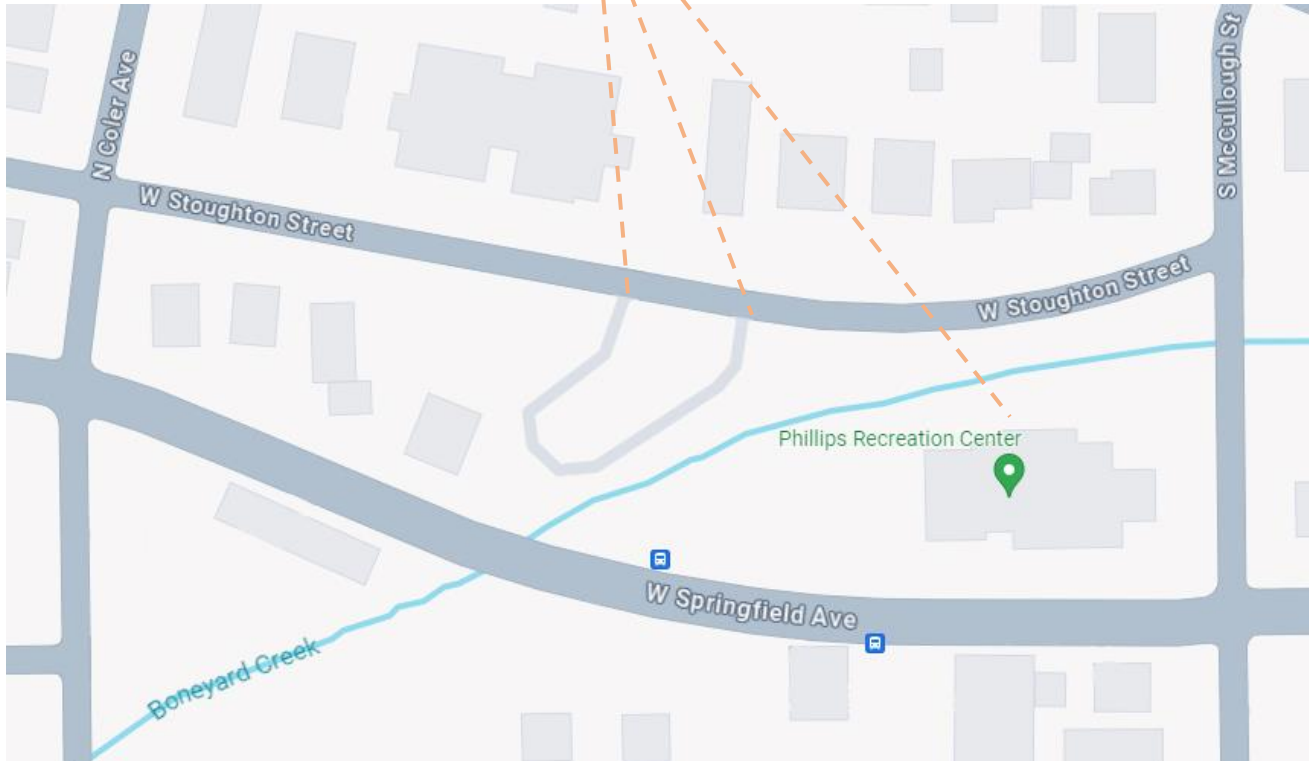 N Coler Ave
S McCullough St
W Stoughton Street
W Stoughton Street
Phillips Recreation Center
W Springfield Ave
Boneyard Creek